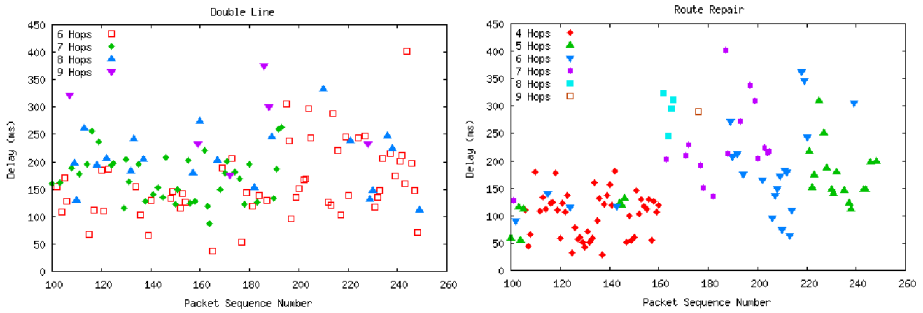 Double Line
450
400
350
300
250
200
150
100
50
0
Delay (ms)
6 Hops
7 Hops
8 Hops
9 Hops
100 120 140 160 180 200 220 240 260
Packet Sequence Number
Route Repair
450
400
350
300
250
200
150
100
50
0
Delay (ms)
4 Hops
5 Hops
6 Hops
7 Hops
8 Hops
9 Hops
100 120 140 160 180 200 220 240 260
Packet Sequence Number